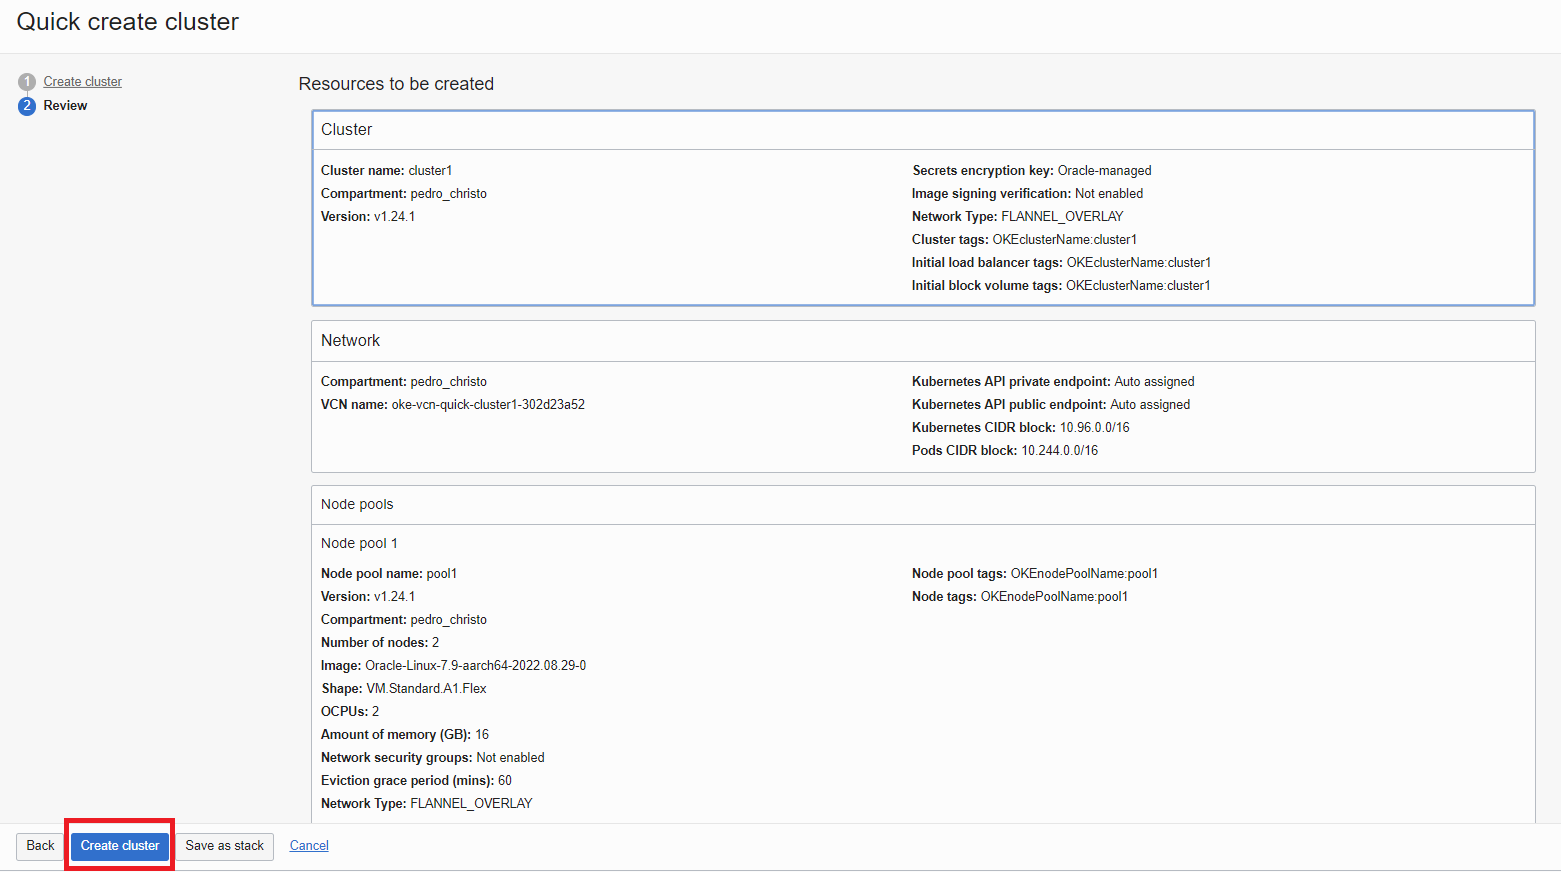 Quick create cluster
1 Create cluster
2 Review
Resources to be created
Cluster
Cluster name: cluster1
Compartment: pedro_christo
Version: v1.24.1
Secrets encryption key: Oracle-managed
Image signing verification: Not enabled
Network Type: FLANNEL_OVERLAY
Cluster tags: OKEclusterName:cluster1
Initial load balancer tags: OKEclusterName:cluster1
Initial block volume tags: OKEclusterName:cluster1
Network
Compartment: pedro_christo
VCN name: oke-vcn-quick-cluster1-302d23a52
Kubernetes API private endpoint: Auto assigned
Kubernetes API public endpoint: Auto assigned
Kubernetes CIDR block: 10.96.0.0/16
Pods CIDR block: 10.244.0.0/16
Node pools
Node pool 1
Node pool name: pool1
Version: v1.24.1
Compartment: pedro_christo
Number of nodes: 2
Image: Oracle-Linux-7.9-aarch64-2022.08.29-0
Shape: VM.Standard.A1.Flex
OCPUs: 2
Amount of memory (GB): 16
Network security groups: Not enabled
Eviction grace period (mins): 60
Network Type: FLANNEL_OVERLAY
Node pool tags: OKEnodePoolName:pool1
Node tags: OKEnodePoolName:pool1
Back Create cluster Save as stack Cancel